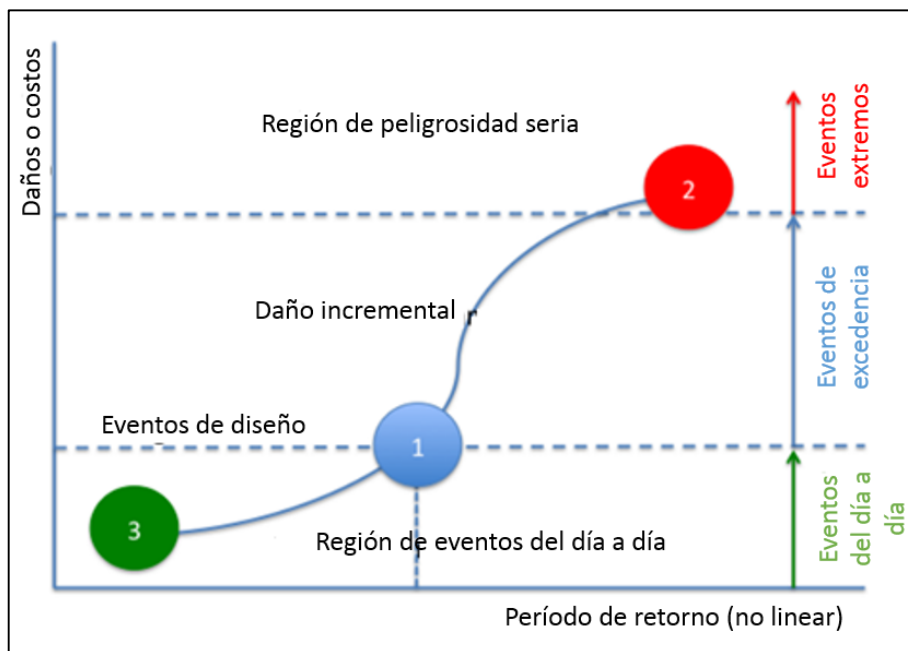 Daños o costos
Región de peligrosidad seria
2
Eventos
extremos
Daño incremental r
Eventos de
excedencia
Eventos de diseño
1
3
Región de eventos del día a día
Eventos
del día a
día
Período de retorno (no linear)